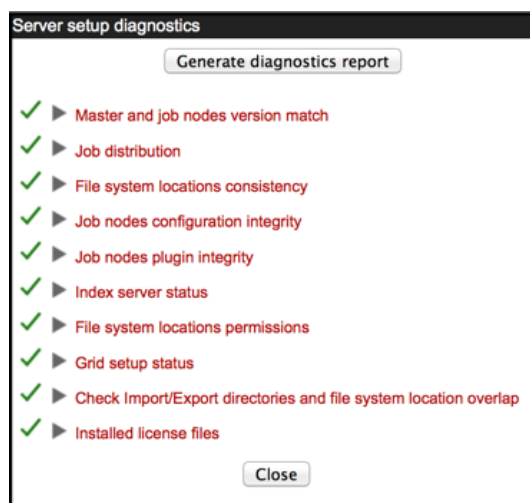 Server setup diagnostics
Generate diagnostics report
Master and job nodes version match
Job distribution
File system locations consistency
Job nodes configuration integrity
Job nodes plugin integrity
Index server status
File system locations permissions
Grid setup status
Check Import/Export directories and file system location overlap
Installed license files
Close